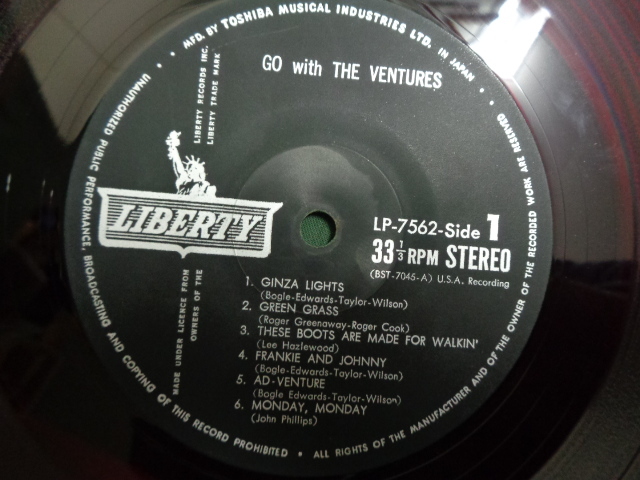 MFD. BY TOSHIBA MUSICAL INDUSTRIES LTD. IN JAPAN
GO with THE VENTURES
LIBERTY RECORDS INC.
LIBERTY TRADE MARK
LIBERTY
LP-7562-Side 1
33 1/3 RPM STEREO
(BST-7045-A) U.S.A. Recording
1. GINZA LIGHTS
(Bogle-Edwards-Taylor-Wilson)
2. GREEN GRASS
(Roger Greenaway-Roger Cook)
3. THESE BOOTS ARE MADE FOR WALKIN'
(Lee Hazlewood)
4. FRANKIE AND JOHNNY
(Bogle-Edwards-Taylor-Wilson)
5. AD-VENTURE
(Bogle Edwards-Taylor-Wilson)
6. MONDAY, MONDAY
(John Phillips)
MADE UNDER LICENCE FROM
OWNERS OF THE
UNAUTHORIZED PUBLIC PERFORMANCE, BROADCASTING AND COPYING OF THIS RECORD PROHIBITED • ALL RIGHTS OF THE MANUFACTURER AND OF THE OWNER OF THE RECORDED WORK ARE RESERVED